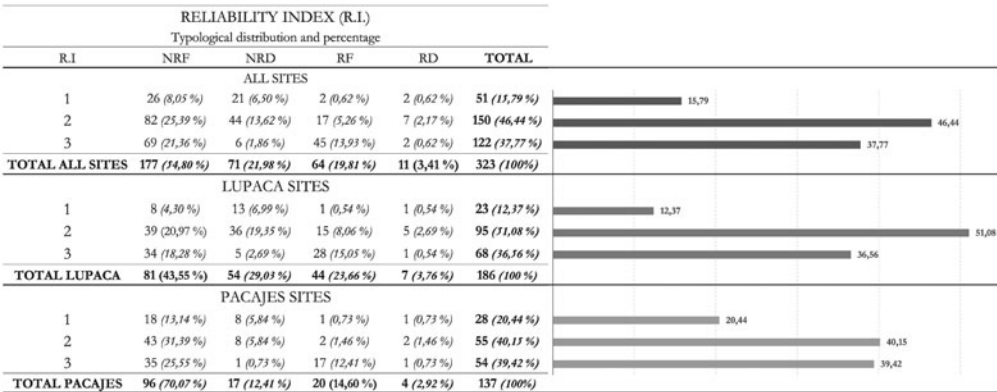 RELIABILITY INDEX (R.I.)
Typological distribution and percentage
R.I NRF NRD RF RD TOTAL
ALL SITES
1 26 (8,05 %) 21 (6,50 %) 2 (0,62 %) 2 (0,62 %) 51 (15,79 %) 15,79
2 82 (25,39 %) 44 (13,62 %) 17 (5,26 %) 7 (2,17 %) 150 (46,44 %) 46,44
3 69 (21,36 %) 6 (1,86 %) 45 (13,93 %) 2 (0,62 %) 122 (37,77 %) 37,77
TOTAL ALL SITES 177 (54,80 %) 71 (21,98 %) 64 (19,81 %) 11 (3,41 %) 323 (100%)
LUPACA SITES
1 8 (4,30 %) 13 (6,99 %) 1 (0,54 %) 1 (0,54 %) 23 (12,37 %) 12,37
2 39 (20,97 %) 36 (19,35 %) 15 (8,06 %) 5 (2,69 %) 95 (51,08 %) 51,08
3 34 (18,28 %) 5 (2,69 %) 28 (15,05 %) 1 (0,54 %) 68 (36,56 %) 36,56
TOTAL LUPACA 81 (43,55 %) 54 (29,03 %) 44 (23,66 %) 7 (3,76 %) 186 (100 %)
PACAJES SITES
1 18 (13,14 %) 8 (5,84 %) 1 (0,73 %) 1 (0,73 %) 28 (20,44 %) 20,44
2 43 (31,39 %) 8 (5,84 %) 2 (1,46 %) 2 (1,46 %) 55 (40,15 %) 40,15
3 35 (25,55 %) 1 (0,73 %) 17 (12,41 %) 1 (0,73 %) 54 (39,42 %) 39,42
TOTAL PACAJES 96 (70,07 %) 17 (12,41 %) 20 (14,60 %) 4 (2,92 %) 137 (100%)